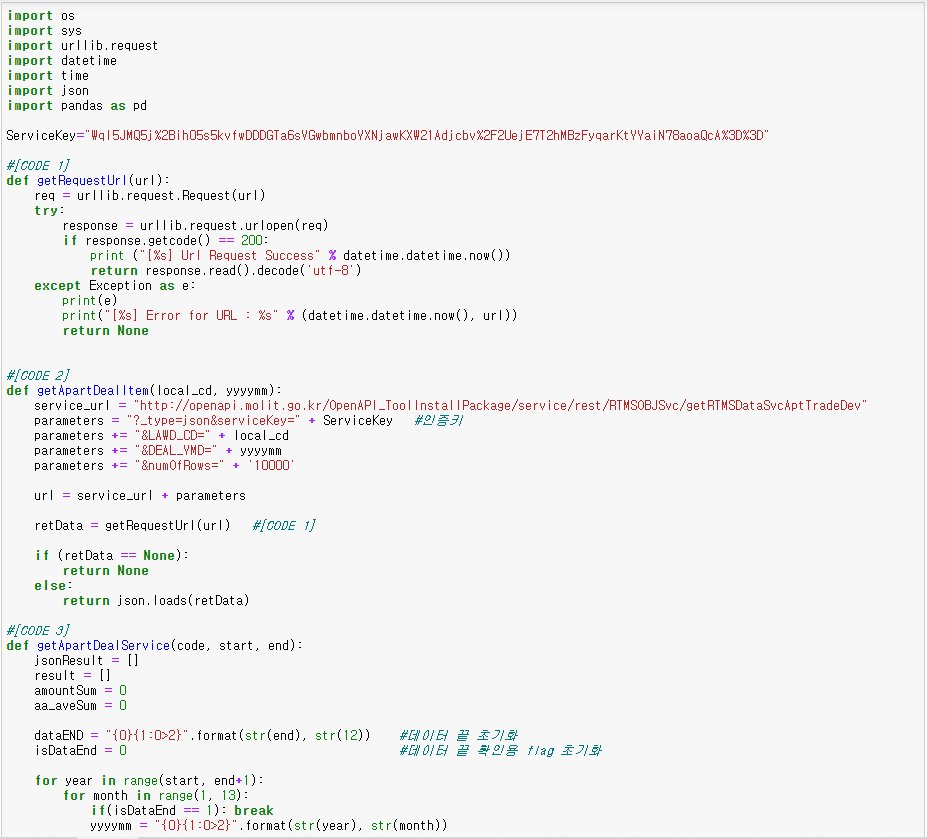 import os
import sys
import urllib.request
import datetime
import time
import json
import pandas as pd
ServiceKey="Wql5JMQ5j%2BihO5s5kvfwDDDGTa6sYGwbmnboYXNjawKXW21Adjcbv%2F2UejE7T2hMBzFyqarKtYYaiN78aoaQcA%3D%3D"
#[CODE 1]
def getRequestUrl(url):
    req = urllib.request.Request(url)
    try:
        response = urllib.request.urlopen(req)
        if response.getcode() == 200:
            print ("[%s] Url Request Success" % datetime.datetime.now())
            return response.read().decode('utf-8')
    except Exception as e:
        print(e)
        print("[%s] Error for URL : %s" % (datetime.datetime.now(), url))
        return None
#[CODE 2]
def getApartDealItem(local_cd, yyyymm):
    service_url = "http://openapi.molit.go.kr/OpenAPI_ToolInstallPackage/service/rest/RTMSOBJSvc/getRTMSDataSvcAptTradeDev"
    parameters = "?_type=json&serviceKey=" + ServiceKey   #인증키
    parameters += "&LAWD_CD=" + local_cd
    parameters += "&DEAL_YMD=" + yyyymm
    parameters += "&numOfRows=" + '10000'
    url = service_url + parameters
    retData = getRequestUrl(url)   #[CODE 1]
    if (retData == None):
        return None
    else:
        return json.loads(retData)
#[CODE 3]
def getApartDealService(code, start, end):
    jsonResult = []
    result = []
    amountSum = 0
    aa_aveSum = 0
    dataEND = "{0}{1:0>2}".format(str(end), str(12))    #데이터 끝 초기화
    isDataEnd = 0                                       #데이터 끝 확인용 flag 초기화
    for year in range(start, end+1):
        for month in range(1, 13):
            if(isDataEnd == 1): break
            yyyymm = "{0}{1:0>2}".format(str(year), str(month))